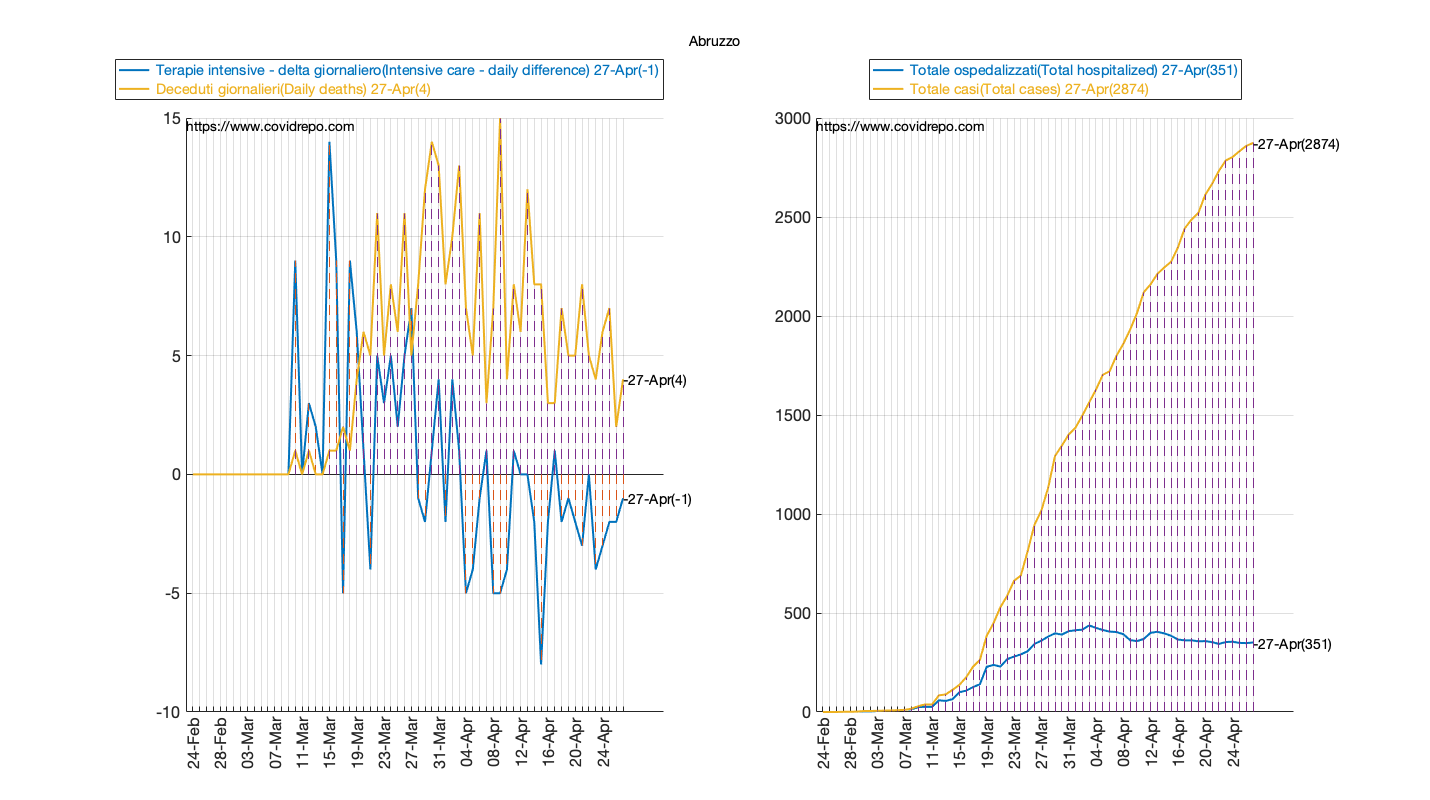 Abruzzo
Terapie intensive - delta giornaliero(Intensive care - daily difference) 27-Apr(-1)
Deceduti giornalieri(Daily deaths) 27-Apr(4)
https://www.covidrepo.com
15
10
5
0
-5
-10
-27-Apr(4)
-27-Apr(-1)
24-Feb
28-Feb
03-Mar
07-Mar
11-Mar
15-Mar
19-Mar
23-Mar
27-Mar
31-Mar
04-Apr
08-Apr
12-Apr
16-Apr
20-Apr
24-Apr
Totale ospedalizzati(Total hospitalized) 27-Apr(351)
Totale casi(Total cases) 27-Apr(2874)
https://www.covidrepo.com
3000
2500
2000
1500
1000
500
0
-27-Apr(2874)
-27-Apr(351)
24-Feb
28-Feb
03-Mar
07-Mar
11-Mar
15-Mar
19-Mar
23-Mar
27-Mar
31-Mar
04-Apr
08-Apr
12-Apr
16-Apr
20-Apr
24-Apr